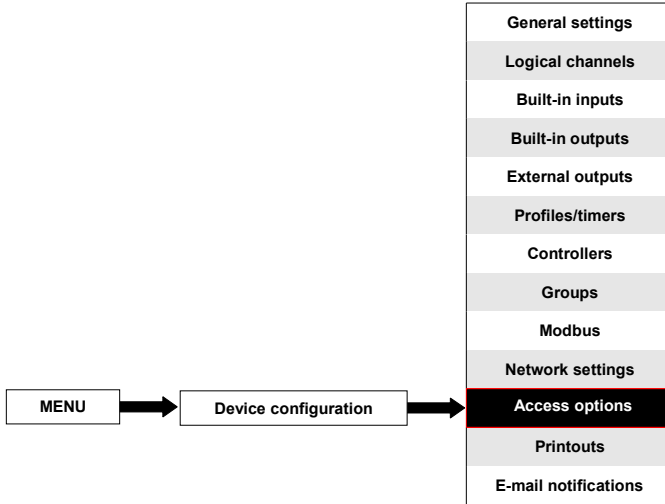 General settings
Logical channels
Built-in inputs
Built-in outputs
External outputs
Profiles/timers
Controllers
Groups
Modbus
Network settings
MENU
Device configuration
Access options
Printouts
E-mail notifications